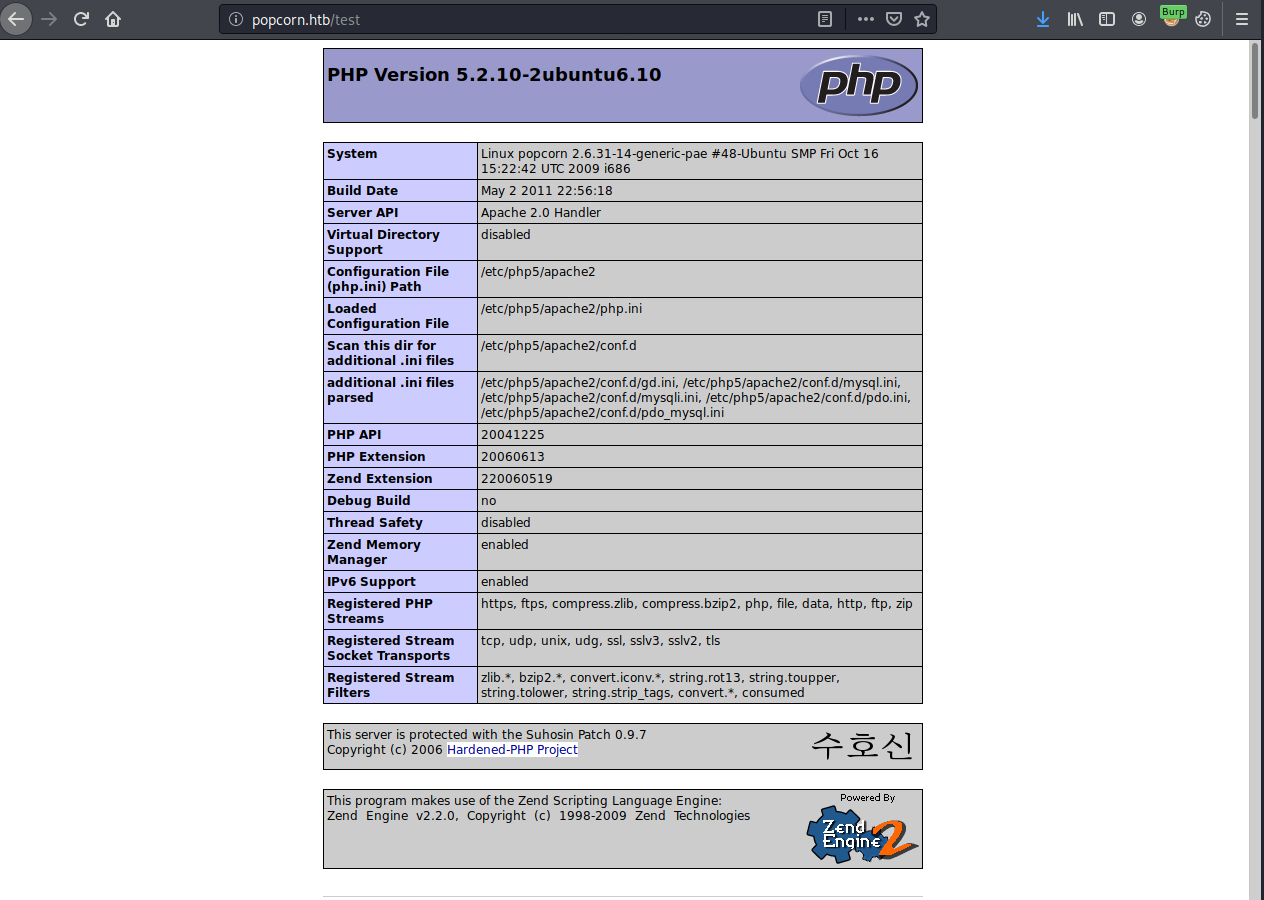 Burp
popcorn.htb/test
PHP Version 5.2.10-2ubuntu6.10
php
System
Linux popcorn 2.6.31-14-generic-pae #48-Ubuntu SMP Fri Oct 16
15:22:42 UTC 2009 i686
Build Date
May 2 2011 22:56:18
Server API
Apache 2.0 Handler
Virtual Directory
Support
disabled
Configuration File
(php.ini) Path
/etc/php5/apache2
Loaded
Configuration File
/etc/php5/apache2/php.ini
Scan this dir for
additional .ini files
/etc/php5/apache2/conf.d
additional .ini files
parsed
/etc/php5/apache2/conf.d/gd.ini, /etc/php5/apache2/conf.d/mysql.ini,
/etc/php5/apache2/conf.d/mysqli.ini, /etc/php5/apache2/conf.d/pdo.ini,
/etc/php5/apache2/conf.d/pdo_mysql.ini
PHP API
20041225
PHP Extension
20060613
Zend Extension
220060519
Debug Build
no
Thread Safety
disabled
Zend Memory
Manager
enabled
IPv6 Support
enabled
Registered PHP
Streams
https, ftps, compress.zlib, compress.bzip2, php, file, data, http, ftp, zip
Registered Stream
Socket Transports
tcp, udp, unix, udg, ssl, sslv3, sslv2, tls
Registered Stream
Filters
zlib.*, bzip2.*, convert.iconv.*, string.rot13, string.toupper,
string.tolower, string.strip_tags, convert.*, consumed
This server is protected with the Suhosin Patch 0.9.7
Copyright (c) 2006 Hardened-PHP Project
수호신
This program makes use of the Zend Scripting Language Engine:
Zend Engine v2.2.0, Copyright (c) 1998-2009 Zend Technologies
Powered By
Zend
Engine 2